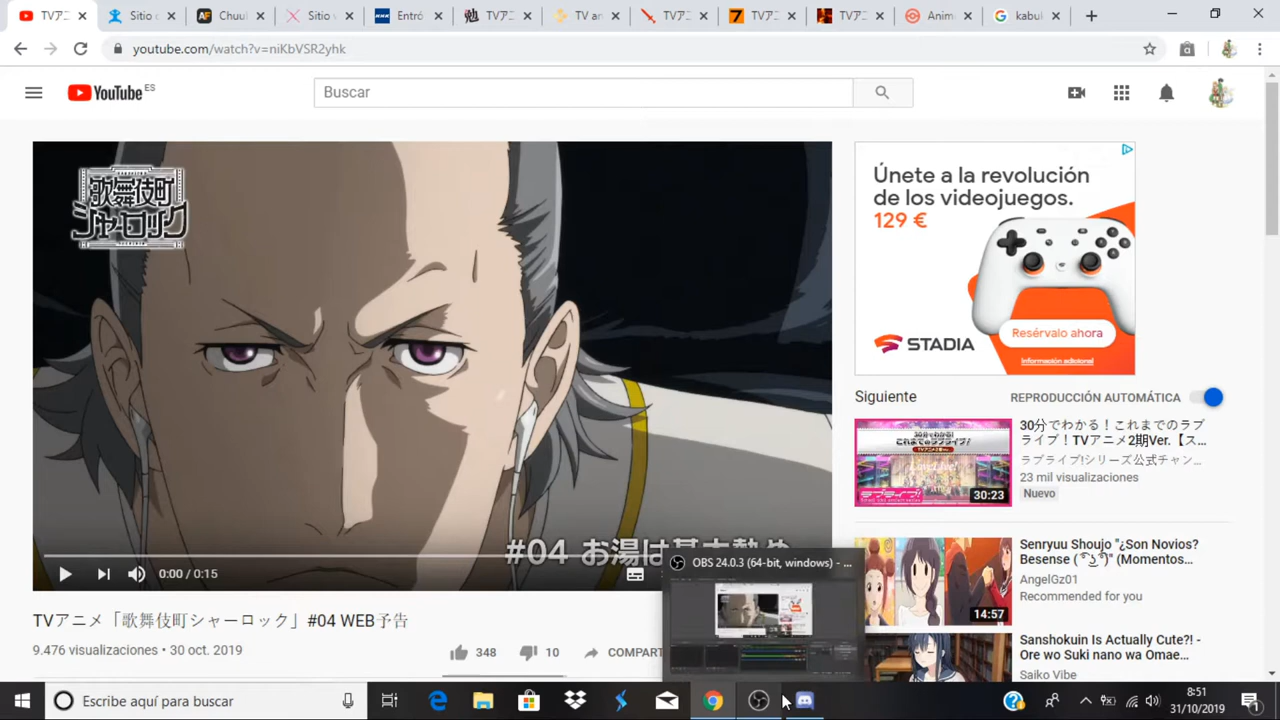 TVア
Sitio c
Chuul
Sitio v
Entró
TVア=
TV an
TVア=
TVア=
TVア=
Anim
kabuk
youtube.com/watch?v=niKbVSR2yhk
YouTube ES
Buscar
歌舞伎町
シャーロック
#04 お湯は基本熱め
Únete a la revolución
de los videojuegos.
129 €
Resérvalo ahora
STADIA
Información adicional
0:00 / 0:15
OBS 24.0.3 (64-bit, windows) - ...
TVアニメ「歌舞伎町シャーロック」#04 WEB予告
9.476 visualizaciones • 30 oct. 2019
348
10
COMPART
Siguiente
REPRODUCCIÓN AUTOMÁTICA
30分でわかる！これまでのラブ
ライブ！TVアニメ2期Ver.【ス...
ラブライブ!シリーズ公式チャン...
23 mil visualizaciones
Nuevo
30:23
Senryuu Shoujo "¿Son Novios?
Besense ( ͡° ͜ʖ ͡°)" (Momentos...
AngelGz01
Recommended for you
14:57
Sanshokuin Is Actually Cute?! -
Ore wo Suki nano wa Omae...
Saiko Vibe
Escribe aquí para buscar
8:51
31/10/2019